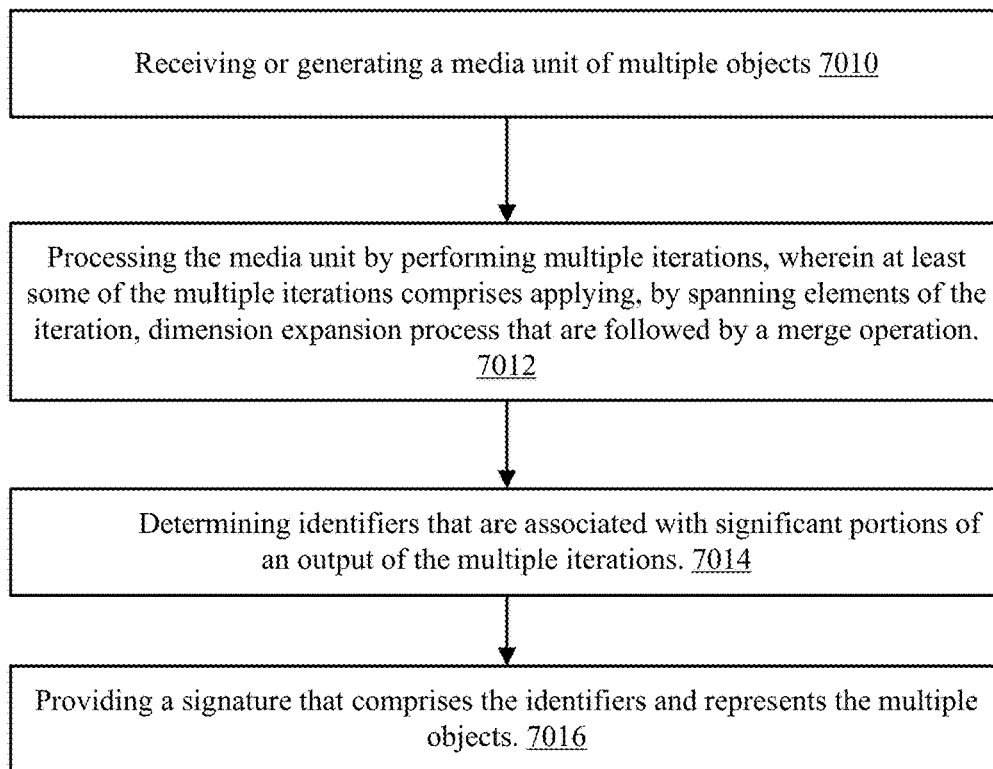 Receiving or generating a media unit of multiple objects 7010
Processing the media unit by performing multiple iterations, wherein at least
some of the multiple iterations comprises applying, by spanning elements of the
iteration, dimension expansion process that are followed by a merge operation.
7012
Determining identifiers that are associated with significant portions of
an output of the multiple iterations. 7014
Providing a signature that comprises the identifiers and represents the multiple
objects. 7016